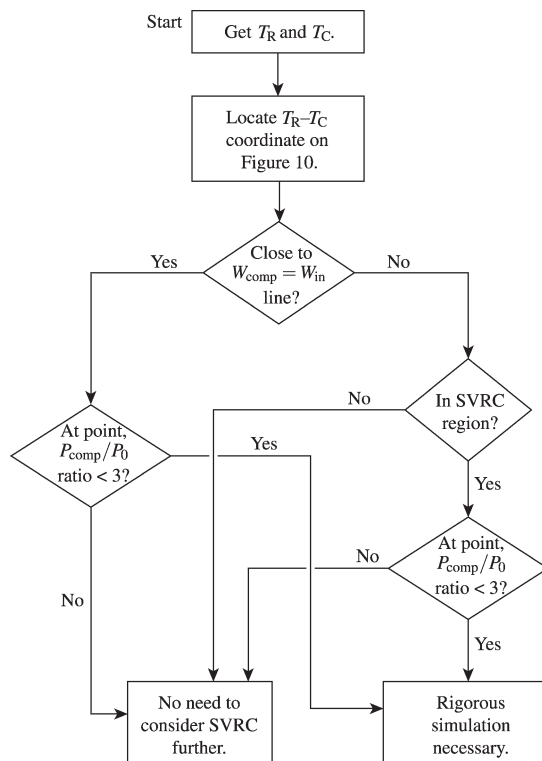 Start
Get T_R and T_C.
Locate T_R–T_C
coordinate on
Figure 10.
Close to
W_comp = W_in
line?
Yes
No
In SVRC
region?
No
At point,
P_comp/P_0
ratio < 3?
Yes
Yes
At point,
P_comp/P_0
ratio < 3?
No
No
Yes
No need to
consider SVRC
further.
Rigorous
simulation
necessary.